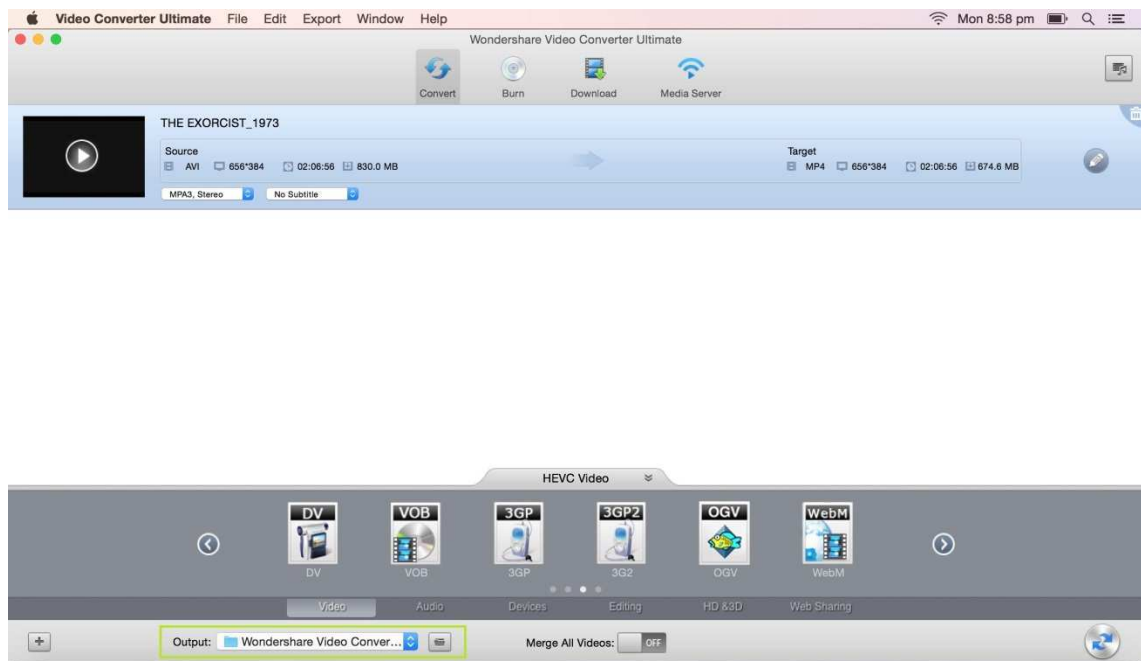 Video Converter Ultimate File Edit Export Window Help Mon 8:58 pm
Wondershare Video Converter Ultimate
Convert Burn Download Media Server
THE EXORCIST_1973
Source Target
AVI 656*384 02:06:56 830.0 MB MP4 656*384 02:06:56 674.6 MB
MPA3, Stereo No Subtitle
HEVC Video
DV VOB 3GP 3GP2 OGV WebM
DV VOB 3GP 3G2 OGV WebM
Video Audio Devices Editing HD &3D Web Sharing
Output: Wondershare Video Conver... Merge All Videos: OFF